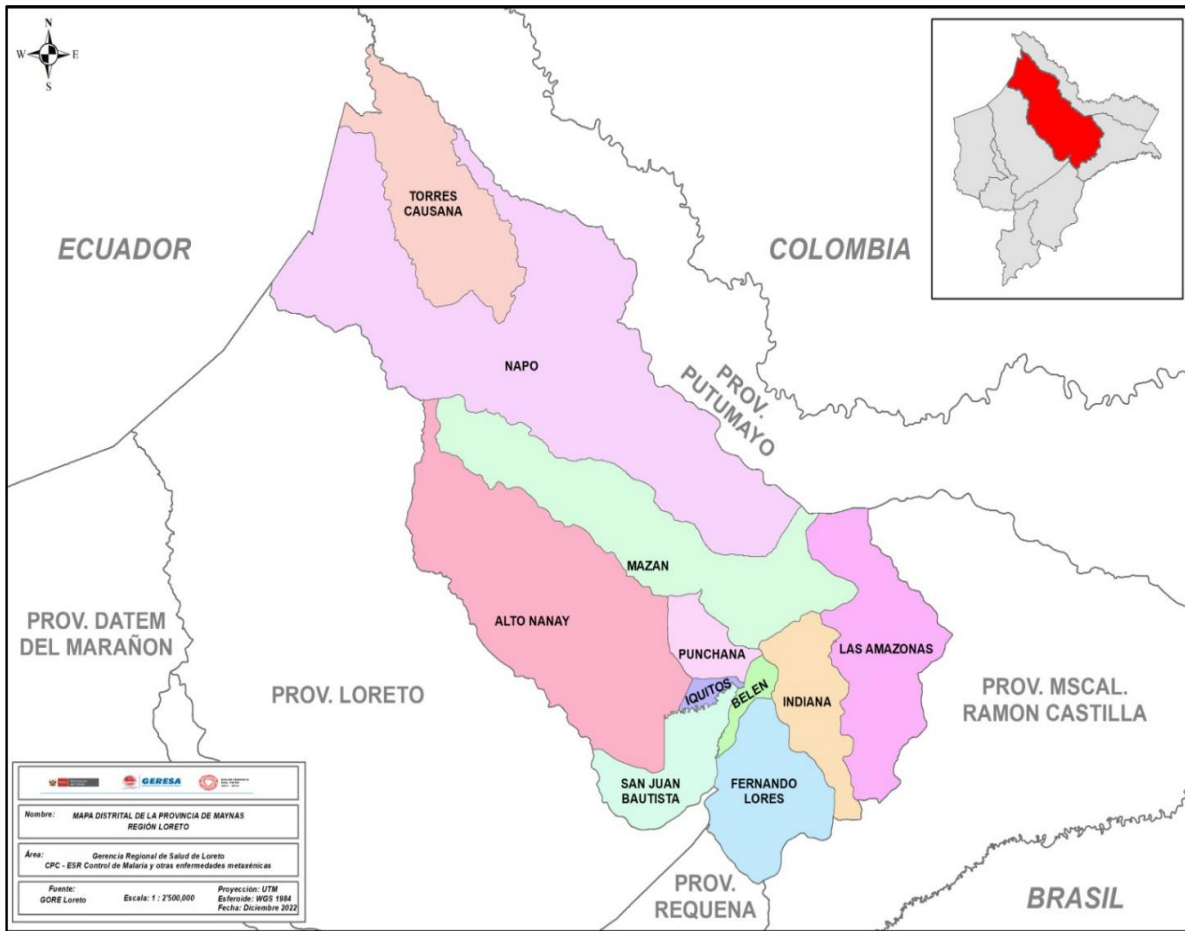 N
W
E
S
ECUADOR
COLOMBIA
TORRES
CAUSANA
NAPO
PROV.
PUTUMAYO
MAZAN
ALTO NANAY
PUNCHANA
LAS AMAZONAS
IQUITOS
BELEN
INDIANA
PROV. DATEM
DEL MARAÑON
PROV. LORETO
PROV. MSCAL.
RAMON CASTILLA
SAN JUAN
BAUTISTA
FERNANDO
LORES
PROV.
REQUENA
BRASIL
GERESA
Nombre: MAPA DISTRITAL DE LA PROVINCIA DE MAYNAS
REGIÓN LORETO
Área: Gerencia Regional de Salud de Loreto
CPC - ESR Control de Malaria y otras enfermedades metaxénicas
Fuente:
GORE Loreto
Escala: 1 : 2'500,000
Proyección: UTM
Esferoide: WGS 1984
Fecha: Diciembre 2022